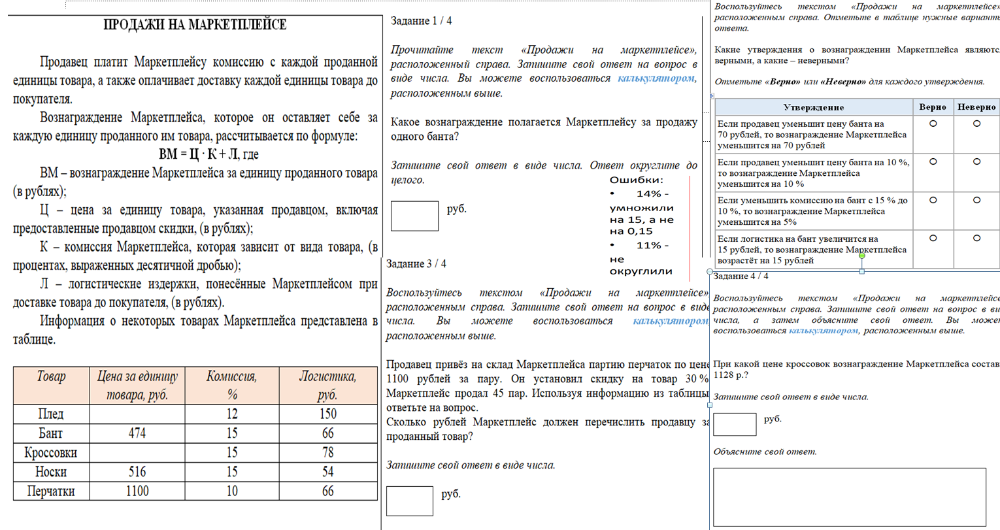 ПРОДАЖИ НА МАРКЕТПЛЕЙСЕ
Продавец платит Маркетплейсу комиссию с каждой проданной
единицы товара, а также оплачивает доставку каждой единицы товара до
покупателя.
Вознаграждение Маркетплейса, которое он оставляет себе за
каждую единицу проданного им товара, рассчитывается по формуле:
ВМ = Ц · К + Л, где
ВМ – вознаграждение Маркетплейса за единицу проданного товара
(в рублях);
Ц – цена за единицу товара, указанная продавцом, включая
предоставленные продавцом скидки, (в рублях);
К – комиссия Маркетплейса, которая зависит от вида товара, (в
процентах, выраженных десятичной дробью);
Л – логистические издержки, понесённые Маркетплейсом при
доставке товара до покупателя, (в рублях).
Информация о некоторых товарах Маркетплейса представлена в
таблице.
Товар Цена за единицу товара, руб. Комиссия, % Логистика, руб.
Плед 12 150
Бант 474 15 66
Кроссовки 15 78
Носки 516 15 54
Перчатки 1100 10 66
Задание 1 / 4
Прочитайте текст «Продажи на маркетплейсе»,
расположенный справа. Запишите свой ответ на вопрос в
виде числа. Вы можете воспользоваться калькулятором,
расположенным выше.
Какое вознаграждение полагается Маркетплейсу за продажу
одного банта?
Запишите свой ответ в виде числа. Ответ округлите до
целого.
руб.
Ошибки:
• 14% -
умножили
на 15, а не
на 0,15
• 11% -
не
округлили
Задание 3 / 4
Воспользуйтесь текстом «Продажи на маркетплейсе»
расположенным справа. Запишите свой ответ на вопрос в виде
числа. Вы можете воспользоваться калькулятором,
расположенным выше.
Продавец привёз на склад Маркетплейса партию перчаток по цене
1100 рублей за пару. Он установил скидку на товар 30 %
Маркетплейс продал 45 пар. Используя информацию из таблицы
ответьте на вопрос.
Сколько рублей Маркетплейс должен перечислить продавцу за
проданный товар?
Запишите свой ответ в виде числа.
руб.
Воспользуйтесь текстом «Продажи на маркетплейсе»
расположенным справа. Отметьте в таблице нужные варианты
ответа.
Какие утверждения о вознаграждении Маркетплейса являются
верными, а какие – неверными?
Отметьте «Верно» или «Неверно» для каждого утверждения.
Утверждение Верно Неверно
Если продавец уменьшит цену банта на
70 рублей, то вознаграждение Маркетплейса
уменьшится на 70 рублей
Если продавец уменьшит цену банта на 10 %,
то вознаграждение Маркетплейса
уменьшится на 10 %
Если уменьшить комиссию на бант с 15 % до
10 %, то вознаграждение Маркетплейса
уменьшится на 5%
Если логистика на бант увеличится на
15 рублей, то вознаграждение Маркетплейса
возрастёт на 15 рублей
Задание 4 / 4
Воспользуйтесь текстом «Продажи на маркетплейсе
расположенным справа. Запишите свой ответ на вопрос в ви
числа, а затем объясните свой ответ. Вы може
воспользоваться калькулятором, расположенным выше.
При какой цене кроссовок вознаграждение Маркетплейса состав
1128 р.?
Запишите свой ответ в виде числа.
руб.
Объясните свой ответ.